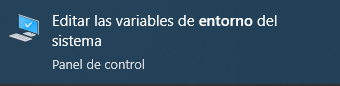 Editar las variables de entorno del
sistema
Panel de control